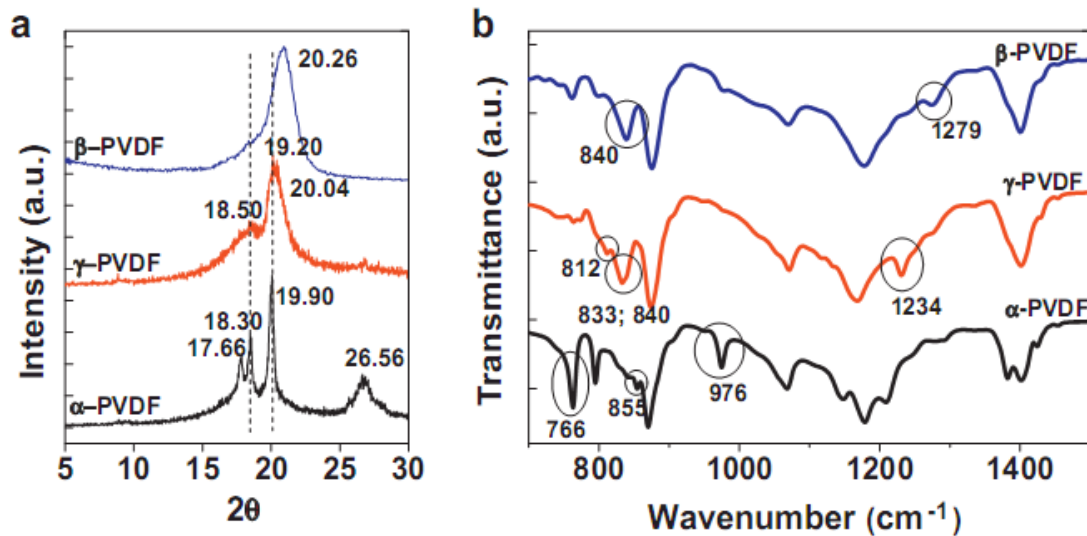 a
Intensity (a.u.)
β–PVDF
20.26
γ–PVDF
18.50
19.20
20.04
α–PVDF
17.66
18.30
19.90
26.56
5 10 15 20 25 30
2θ
b
Transmittance (a.u.)
β-PVDF
840
1279
γ-PVDF
812
833; 840
1234
α-PVDF
766
855
976
800 1000 1200 1400
Wavenumber (cm⁻¹)